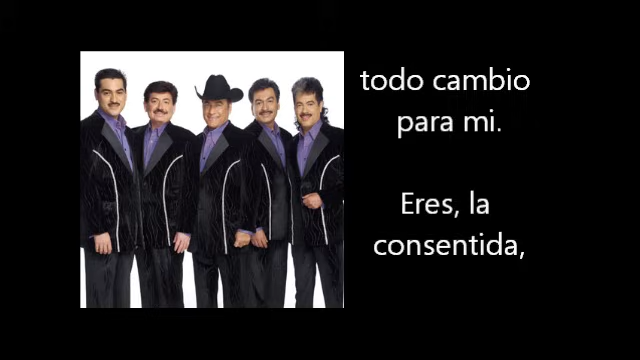 todo cambio
para mi.
Eres, la
consentida,